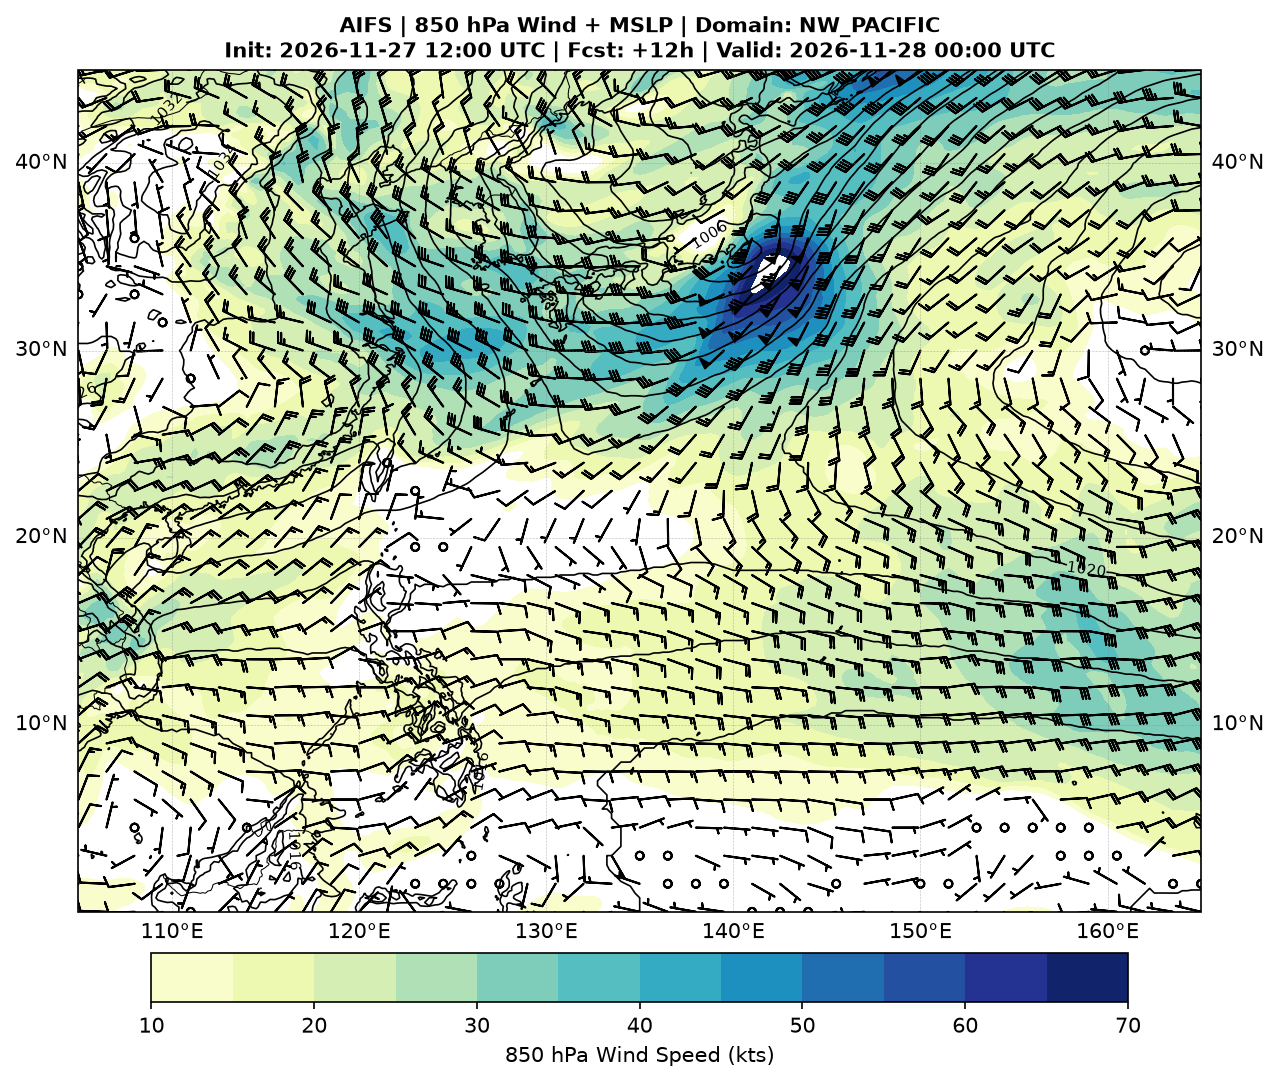 AIFS | 850 hPa Wind + MSLP | Domain: NW_PACIFIC
Init: 2026-11-27 12:00 UTC | Fcst: +12h | Valid: 2026-11-28 00:00 UTC
1032
1006
1020
40°N
40°N
30°N
30°N
20°N
20°N
10°N
10°N
110°E
120°E
130°E
140°E
150°E
160°E
10
20
30
40
50
60
70
850 hPa Wind Speed (kts)